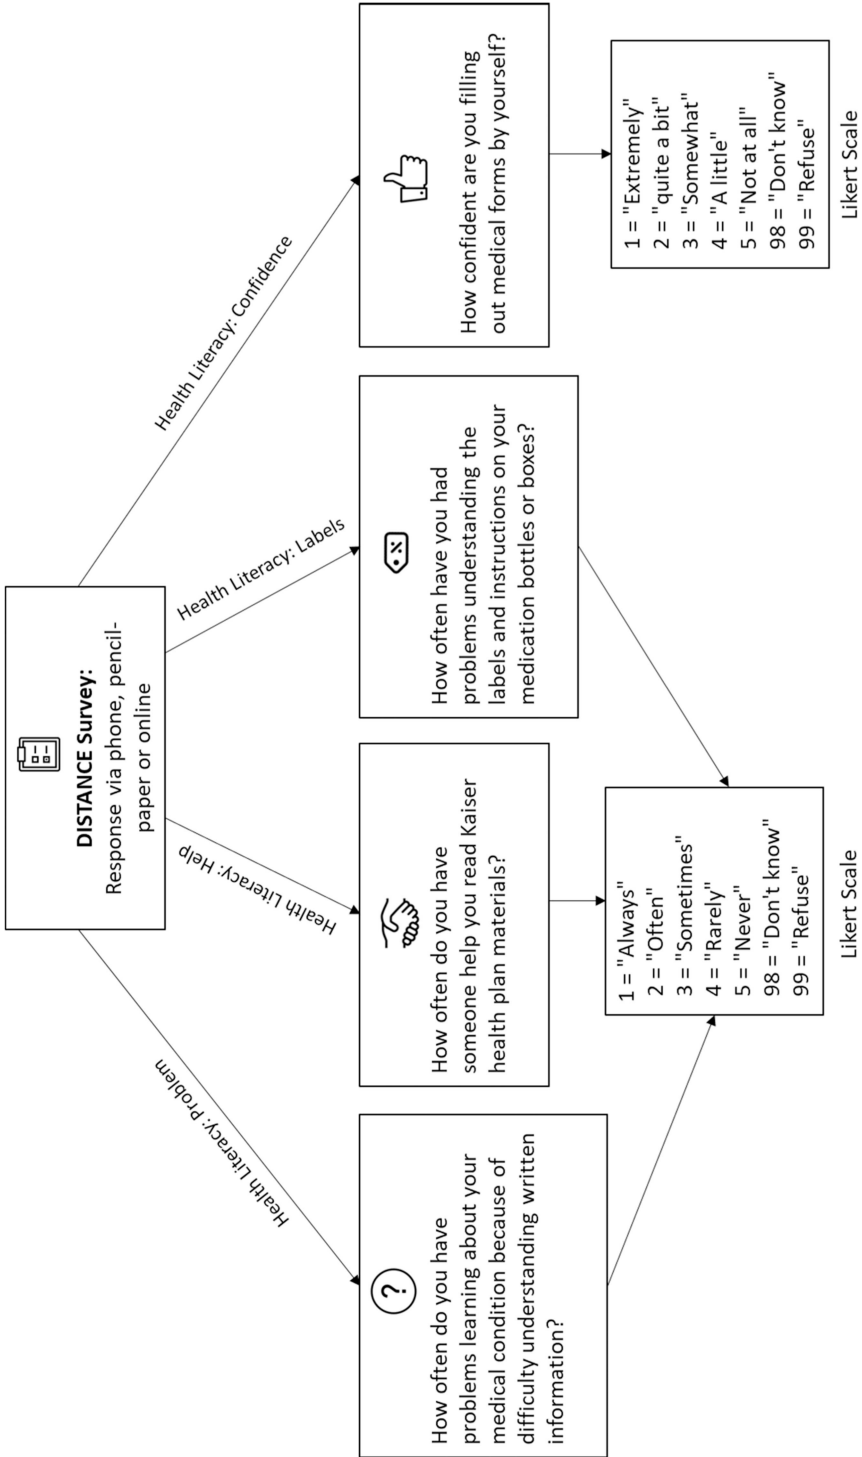 DISTANCE Survey:
Response via phone, pencil-
paper or online
Health Literacy: Problem
Health Literacy: Help
Health Literacy: Labels
Health Literacy: Confidence
?
How often do you have
problems learning about your
medical condition because of
difficulty understanding written
information?
How often do you have
someone help you read Kaiser
health plan materials?
%
How often have you had
problems understanding the
labels and instructions on your
medication bottles or boxes?
How confident are you filling
out medical forms by yourself?
1 = "Always"
2 = "Often"
3 = "Sometimes"
4 = "Rarely"
5 = "Never"
98 = "Don't know"
99 = "Refuse"
Likert Scale
1 = "Extremely"
2 = "quite a bit"
3 = "Somewhat"
4 = "A little"
5 = "Not at all"
98 = "Don't know"
99 = "Refuse"
Likert Scale